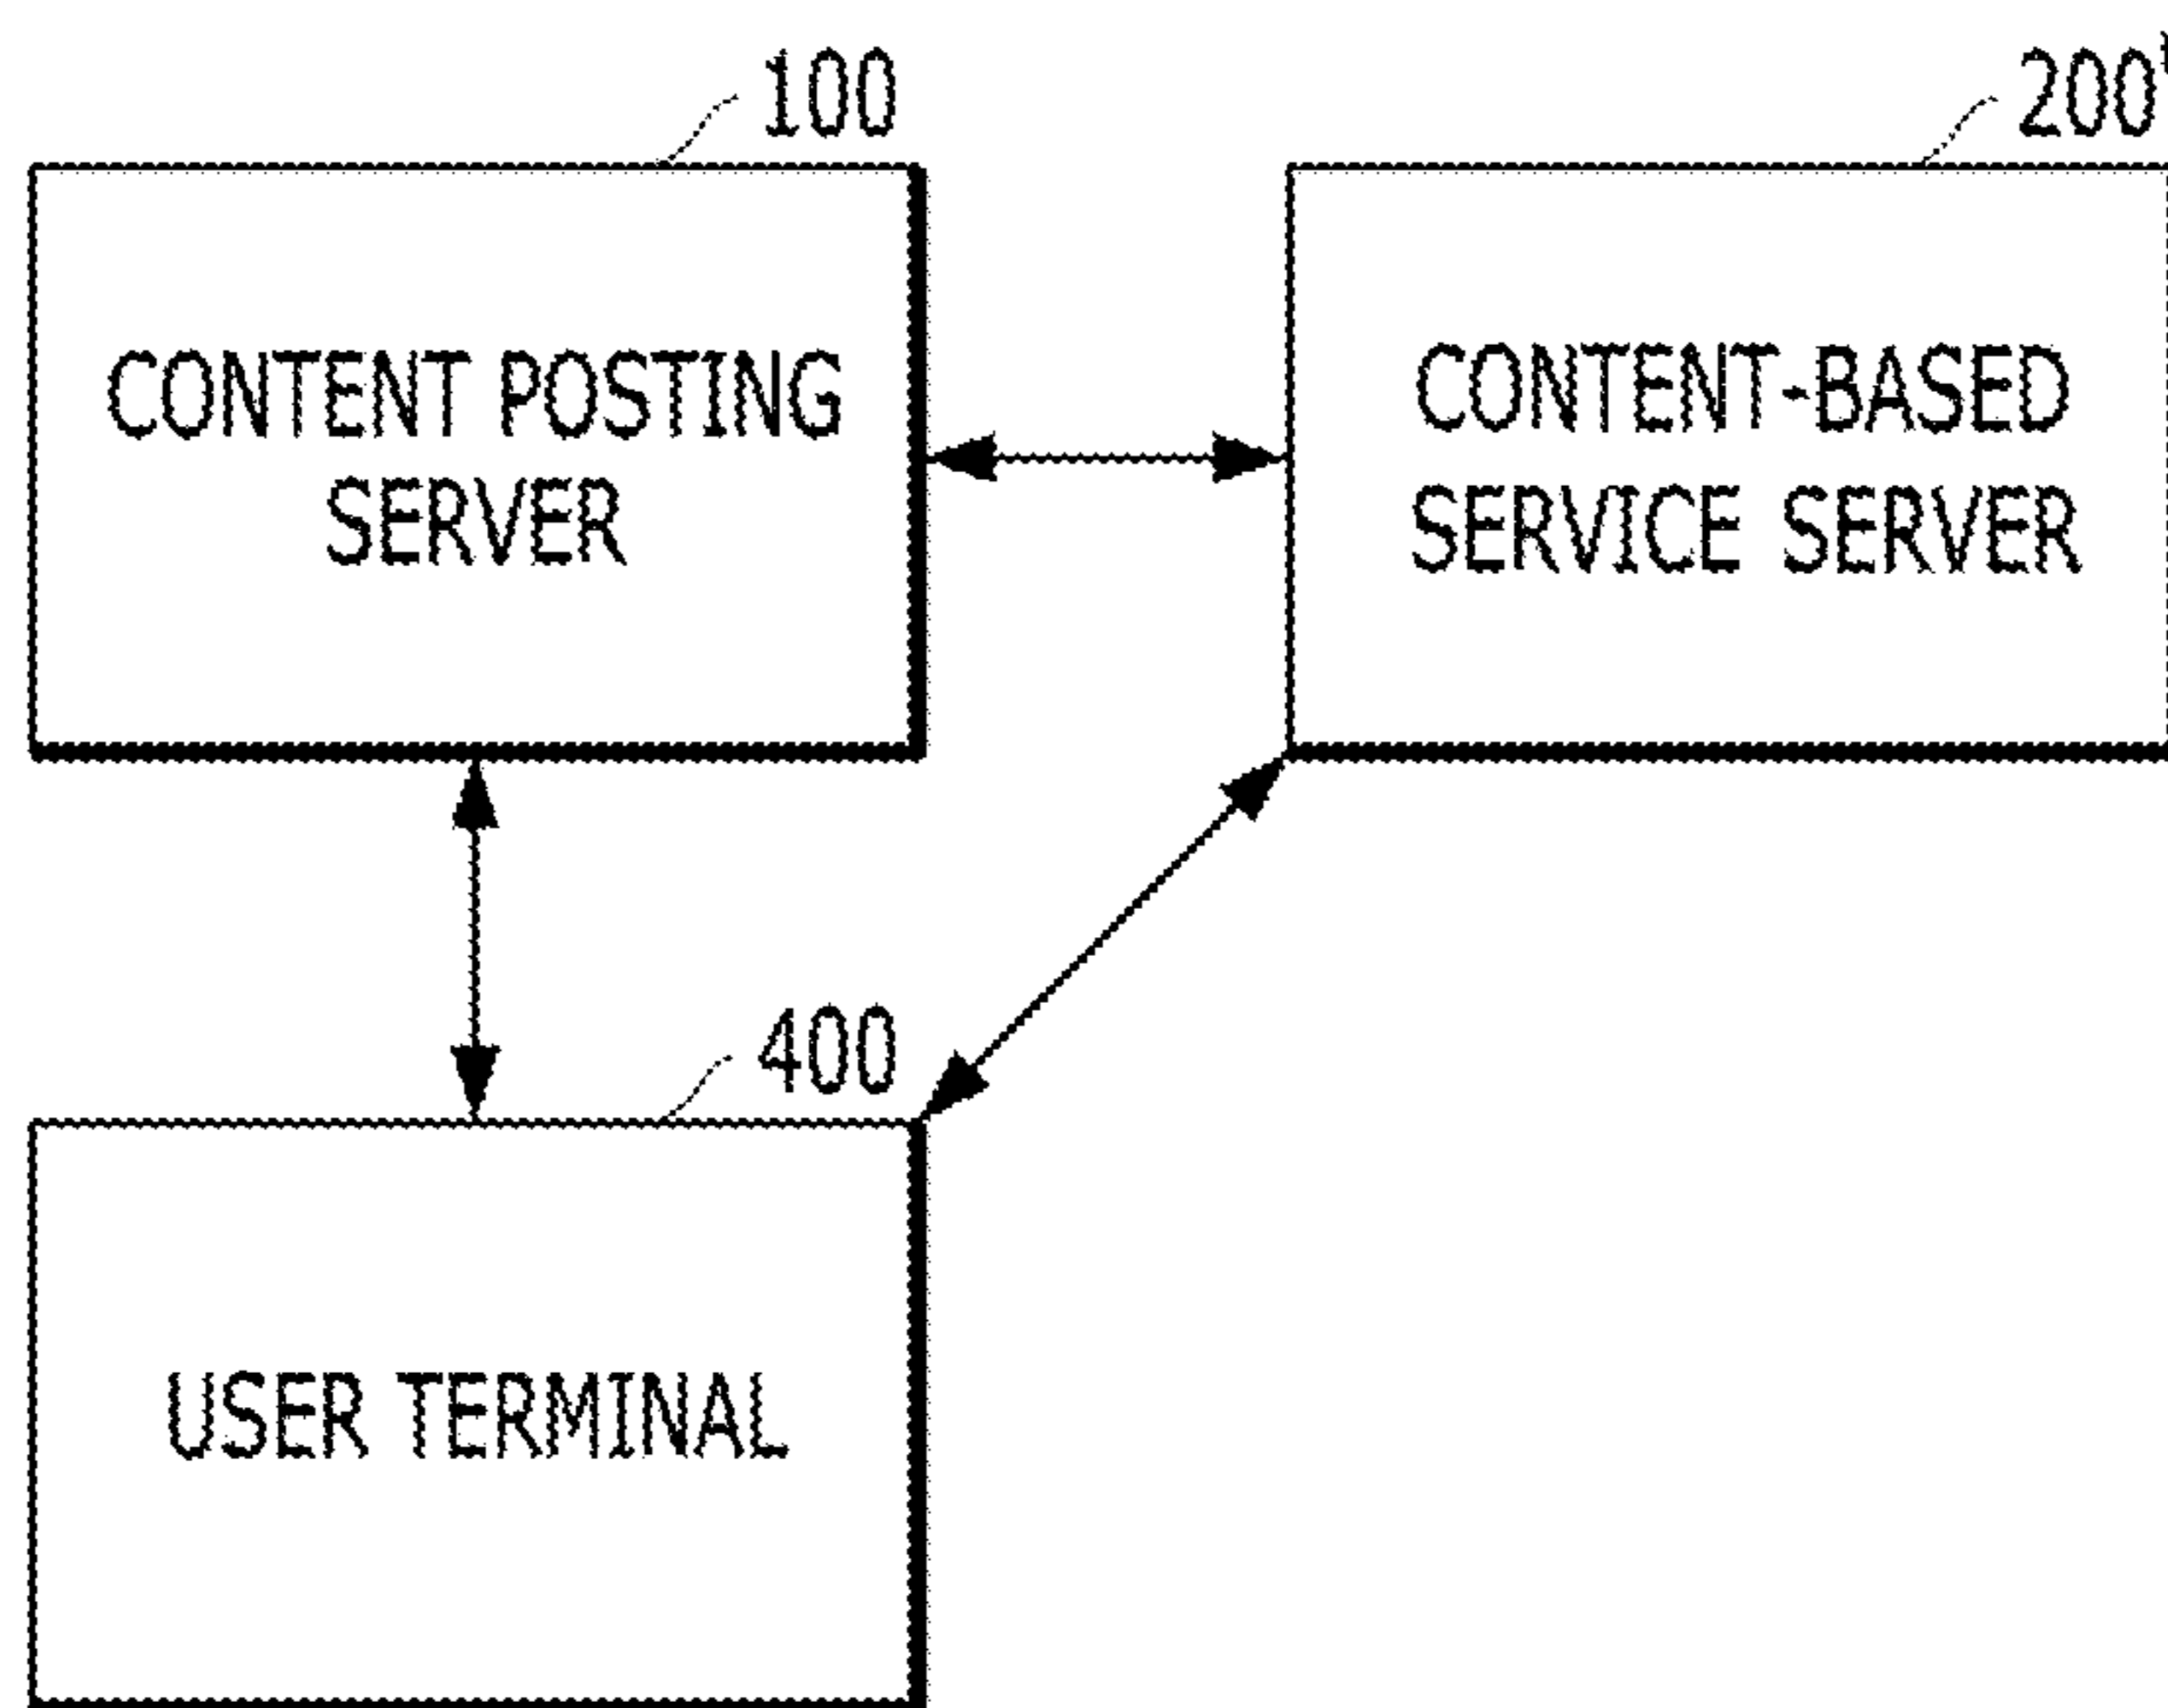 100
200'
CONTENT POSTING
SERVER
CONTENT-BASED
SERVICE SERVER
400
USER TERMINAL